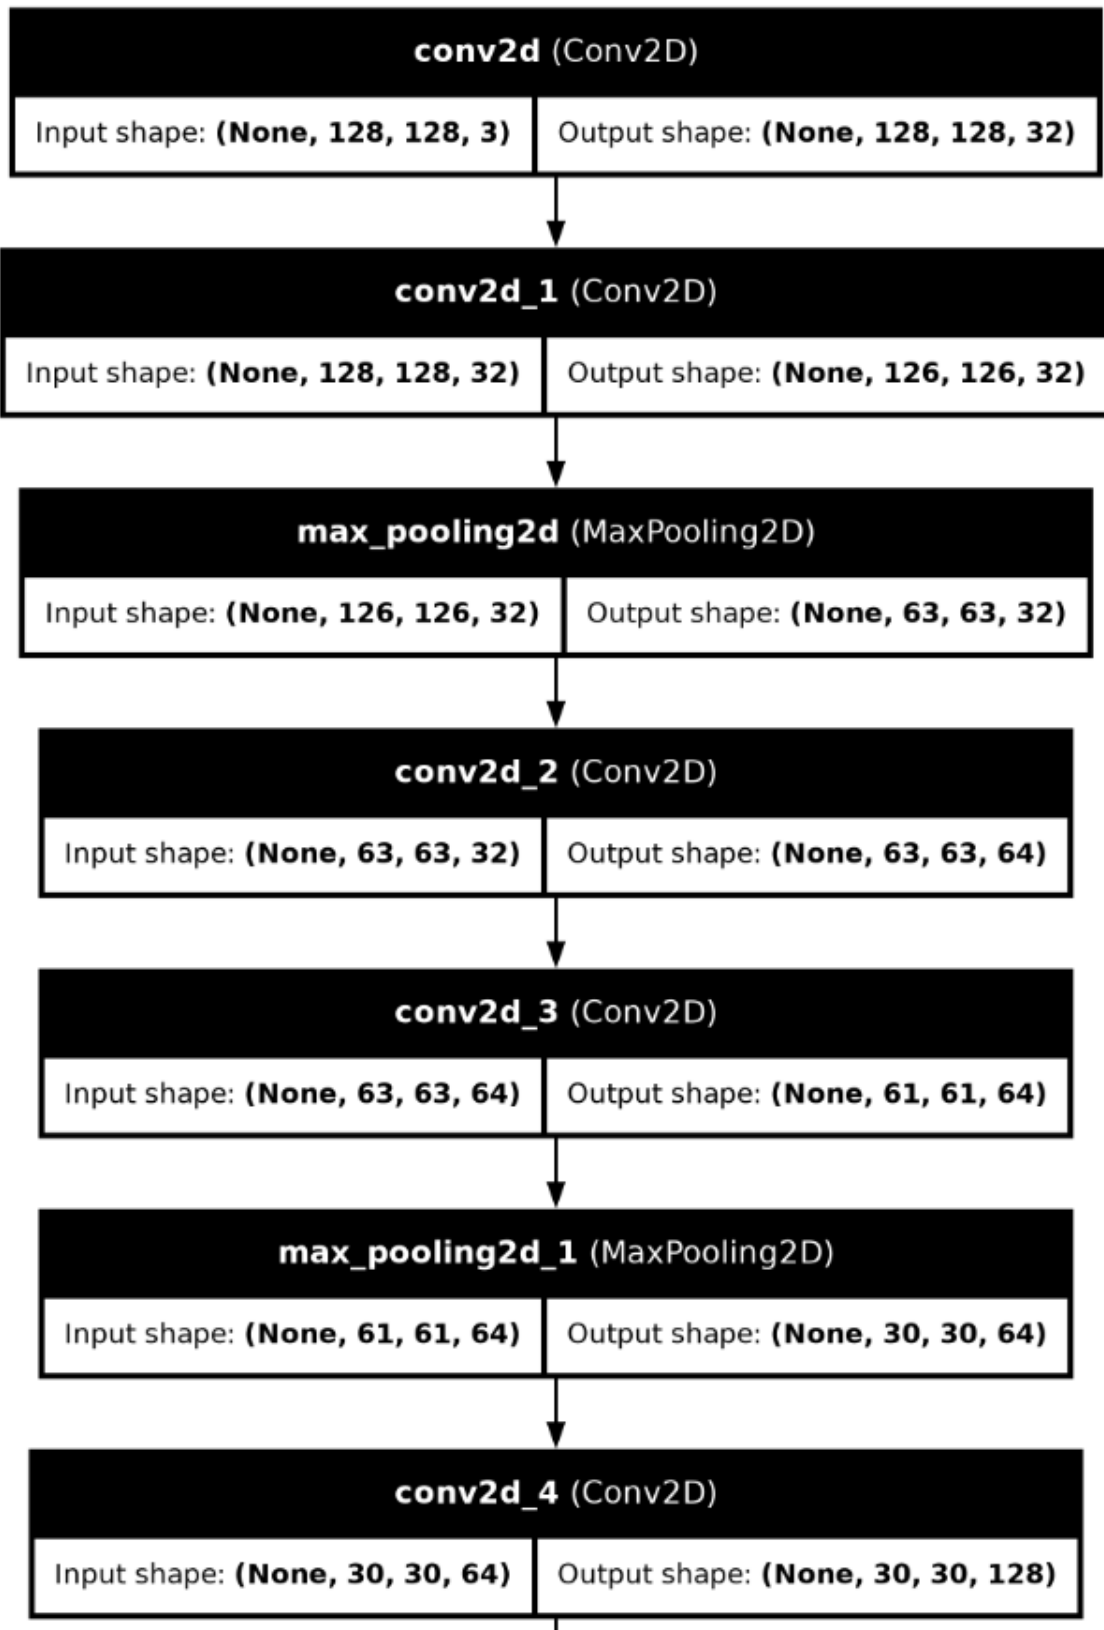 conv2d (Conv2D)
Input shape: (None, 128, 128, 3) Output shape: (None, 128, 128, 32)
conv2d_1 (Conv2D)
Input shape: (None, 128, 128, 32) Output shape: (None, 126, 126, 32)
max_pooling2d (MaxPooling2D)
Input shape: (None, 126, 126, 32) Output shape: (None, 63, 63, 32)
conv2d_2 (Conv2D)
Input shape: (None, 63, 63, 32) Output shape: (None, 63, 63, 64)
conv2d_3 (Conv2D)
Input shape: (None, 63, 63, 64) Output shape: (None, 61, 61, 64)
max_pooling2d_1 (MaxPooling2D)
Input shape: (None, 61, 61, 64) Output shape: (None, 30, 30, 64)
conv2d_4 (Conv2D)
Input shape: (None, 30, 30, 64) Output shape: (None, 30, 30, 128)